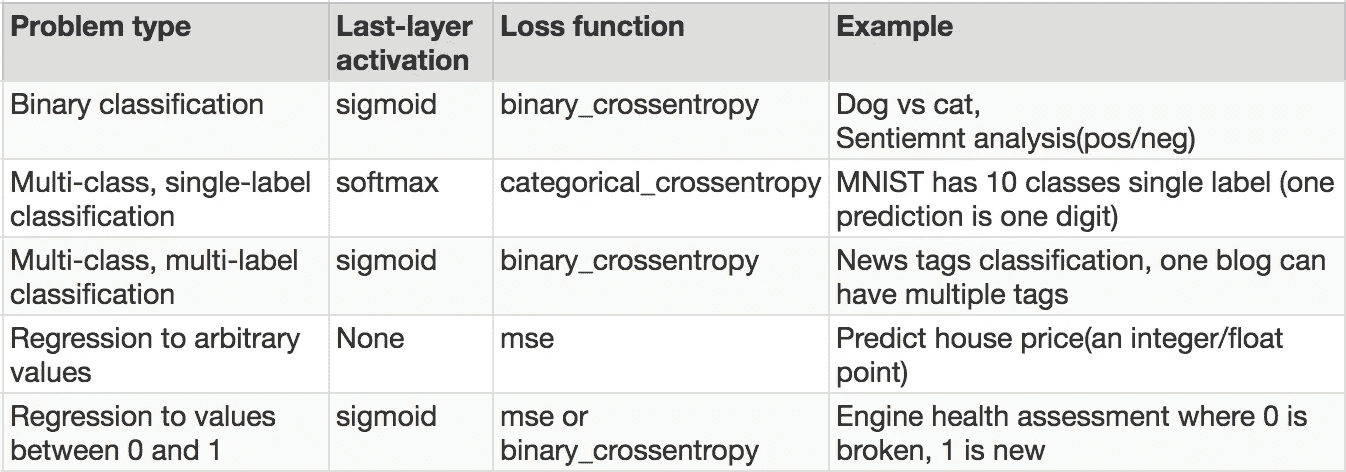 Problem type
Last-layer
activation
Loss function
Example
Binary classification
sigmoid
binary_crossentropy
Dog vs cat,
Sentiemnt analysis(pos/neg)
Multi-class, single-label
classification
softmax
categorical_crossentropy
MNIST has 10 classes single label (one
prediction is one digit)
Multi-class, multi-label
classification
sigmoid
binary_crossentropy
News tags classification, one blog can
have multiple tags
Regression to arbitrary
values
None
mse
Predict house price(an integer/float
point)
Regression to values
between 0 and 1
sigmoid
mse or
binary_crossentropy
Engine health assessment where 0 is
broken, 1 is new